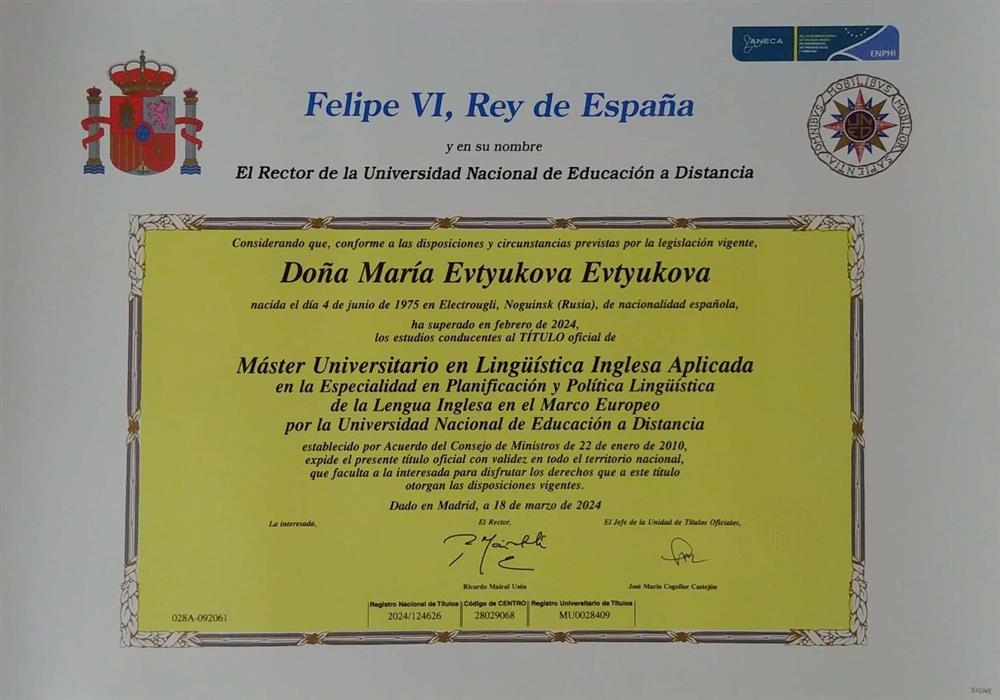 ANECA
ENPHI
OMNIBVS MOBILIBVS MOBILIOR SAPIENTIA
Felipe VI, Rey de España
y en su nombre
El Rector de la Universidad Nacional de Educación a Distancia
Considerando que, conforme a las disposiciones y circunstancias previstas por la legislación vigente,
Doña María Evtyukova Evtyukova
nacida el día 4 de junio de 1975 en Electrougli, Noguinsk (Rusia), de nacionalidad española,
ha superado en febrero de 2024,
los estudios conducentes al TÍTULO oficial de
Máster Universitario en Lingüística Inglesa Aplicada
en la Especialidad en Planificación y Política Lingüística
de la Lengua Inglesa en el Marco Europeo
por la Universidad Nacional de Educación a Distancia
establecido por Acuerdo del Consejo de Ministros de 22 de enero de 2010,
expide el presente título oficial con validez en todo el territorio nacional,
que faculta a la interesada para disfrutar los derechos que a este título
otorgan las disposiciones vigentes.
Dado en Madrid, a 18 de marzo de 2024
La interesada,
El Rector,
El Jefe de la Unidad de Títulos Oficiales,
Ricardo Mairal Usón
José María Cogollor Castejón
Registro Nacional de Títulos Código de CENTRO Registro Universitario de Títulos
028A-092061 2024/124626 28029068 MU0028409
SIGNE